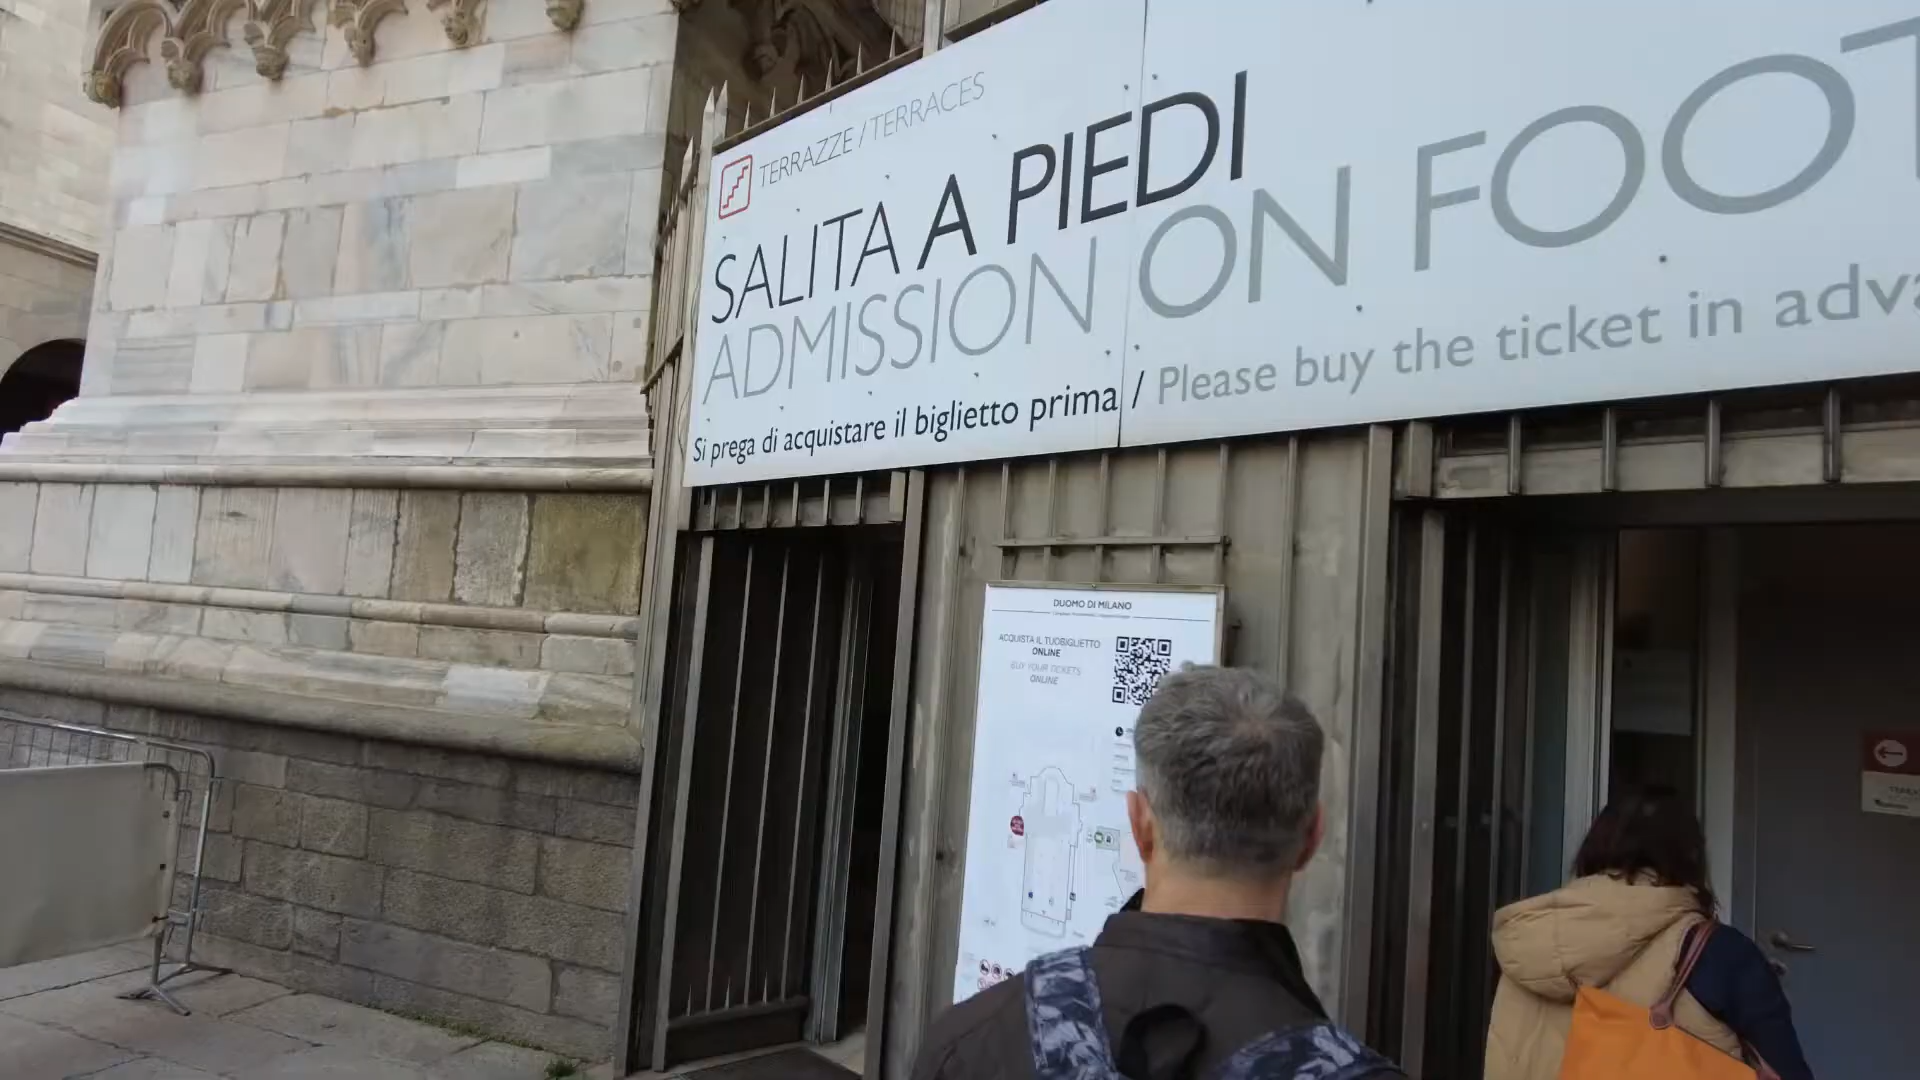 TERRAZZE / TERRACES
SALITA A PIEDI
ADMISSION ON FOOT
Si prega di acquistare il biglietto prima / Please buy the ticket in adva
DUOMO DI MILANO
ACQUISTA IL TUO BIGLIETTO
ONLINE
BUY YOUR TICKETS
ONLINE